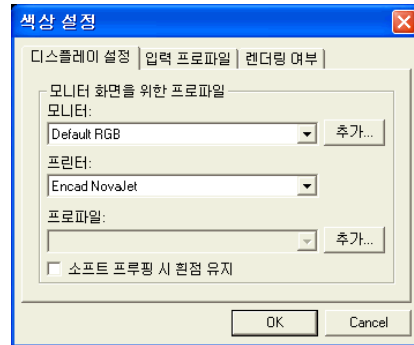 색상 설정
디스플레이 설정 입력 프로파일 렌더링 여부
모니터 화면을 위한 프로파일
모니터:
Default RGB 추가...
프린터:
Encad NovaJet
프로파일:
추가...
소프트 프루핑 시 흰점 유지
OK Cancel